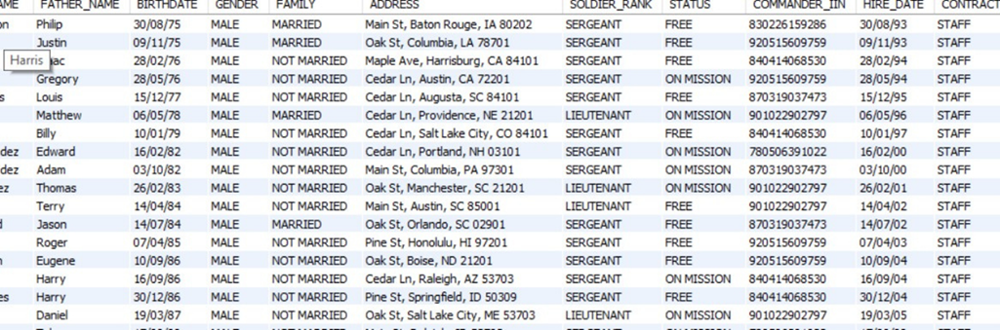 AME FATHER_NAME BIRTHDATE GENDER FAMILY ADDRESS SOLDIER_RANK STATUS COMMANDER_IIN HIRE_DATE CONTRACT
on Philip 30/08/75 MALE MARRIED Main St, Baton Rouge, IA 80202 SERGEANT FREE 830226159286 30/08/93 STAFF
Justin 09/11/75 MALE MARRIED Oak St, Columbia, LA 78701 SERGEANT FREE 920515609759 09/11/93 STAFF
Harris ac 28/02/76 MALE NOT MARRIED Maple Ave, Harrisburg, CA 84101 SERGEANT FREE 840414068530 28/02/94 STAFF
Gregory 28/05/76 MALE NOT MARRIED Cedar Ln, Austin, CA 72201 SERGEANT ON MISSION 920515609759 28/05/94 STAFF
s Louis 15/12/77 MALE NOT MARRIED Cedar Ln, Augusta, SC 84101 SERGEANT FREE 870319037473 15/12/95 STAFF
Matthew 06/05/78 MALE MARRIED Cedar Ln, Providence, NE 21201 LIEUTENANT ON MISSION 901022902797 06/05/96 STAFF
Billy 10/01/79 MALE NOT MARRIED Cedar Ln, Salt Lake City, CO 84101 SERGEANT FREE 840414068530 10/01/97 STAFF
dez Edward 16/02/82 MALE NOT MARRIED Cedar Ln, Portland, NH 03101 SERGEANT ON MISSION 780506391022 16/02/00 STAFF
dez Adam 03/10/82 MALE NOT MARRIED Main St, Columbia, PA 97301 SERGEANT ON MISSION 870319037473 03/10/00 STAFF
ez Thomas 26/02/83 MALE NOT MARRIED Oak St, Manchester, SC 21201 LIEUTENANT ON MISSION 901022902797 26/02/01 STAFF
Terry 14/04/84 MALE NOT MARRIED Main St, Austin, SC 85001 LIEUTENANT FREE 901022902797 14/04/02 STAFF
d Jason 14/07/84 MALE MARRIED Oak St, Orlando, SC 02901 SERGEANT FREE 870319037473 14/07/02 STAFF
Roger 07/04/85 MALE NOT MARRIED Pine St, Honolulu, HI 97201 SERGEANT FREE 920515609759 07/04/03 STAFF
n Eugene 10/09/86 MALE NOT MARRIED Oak St, Boise, ND 21201 SERGEANT FREE 920515609759 10/09/04 STAFF
Harry 16/09/86 MALE NOT MARRIED Cedar Ln, Raleigh, AZ 53703 SERGEANT ON MISSION 840414068530 16/09/04 STAFF
es Harry 30/12/86 MALE NOT MARRIED Pine St, Springfield, ID 50309 SERGEANT FREE 840414068530 30/12/04 STAFF
Daniel 19/03/87 MALE NOT MARRIED Oak St, Salt Lake City, ME 53703 LIEUTENANT ON MISSION 901022902797 19/03/05 STAFF